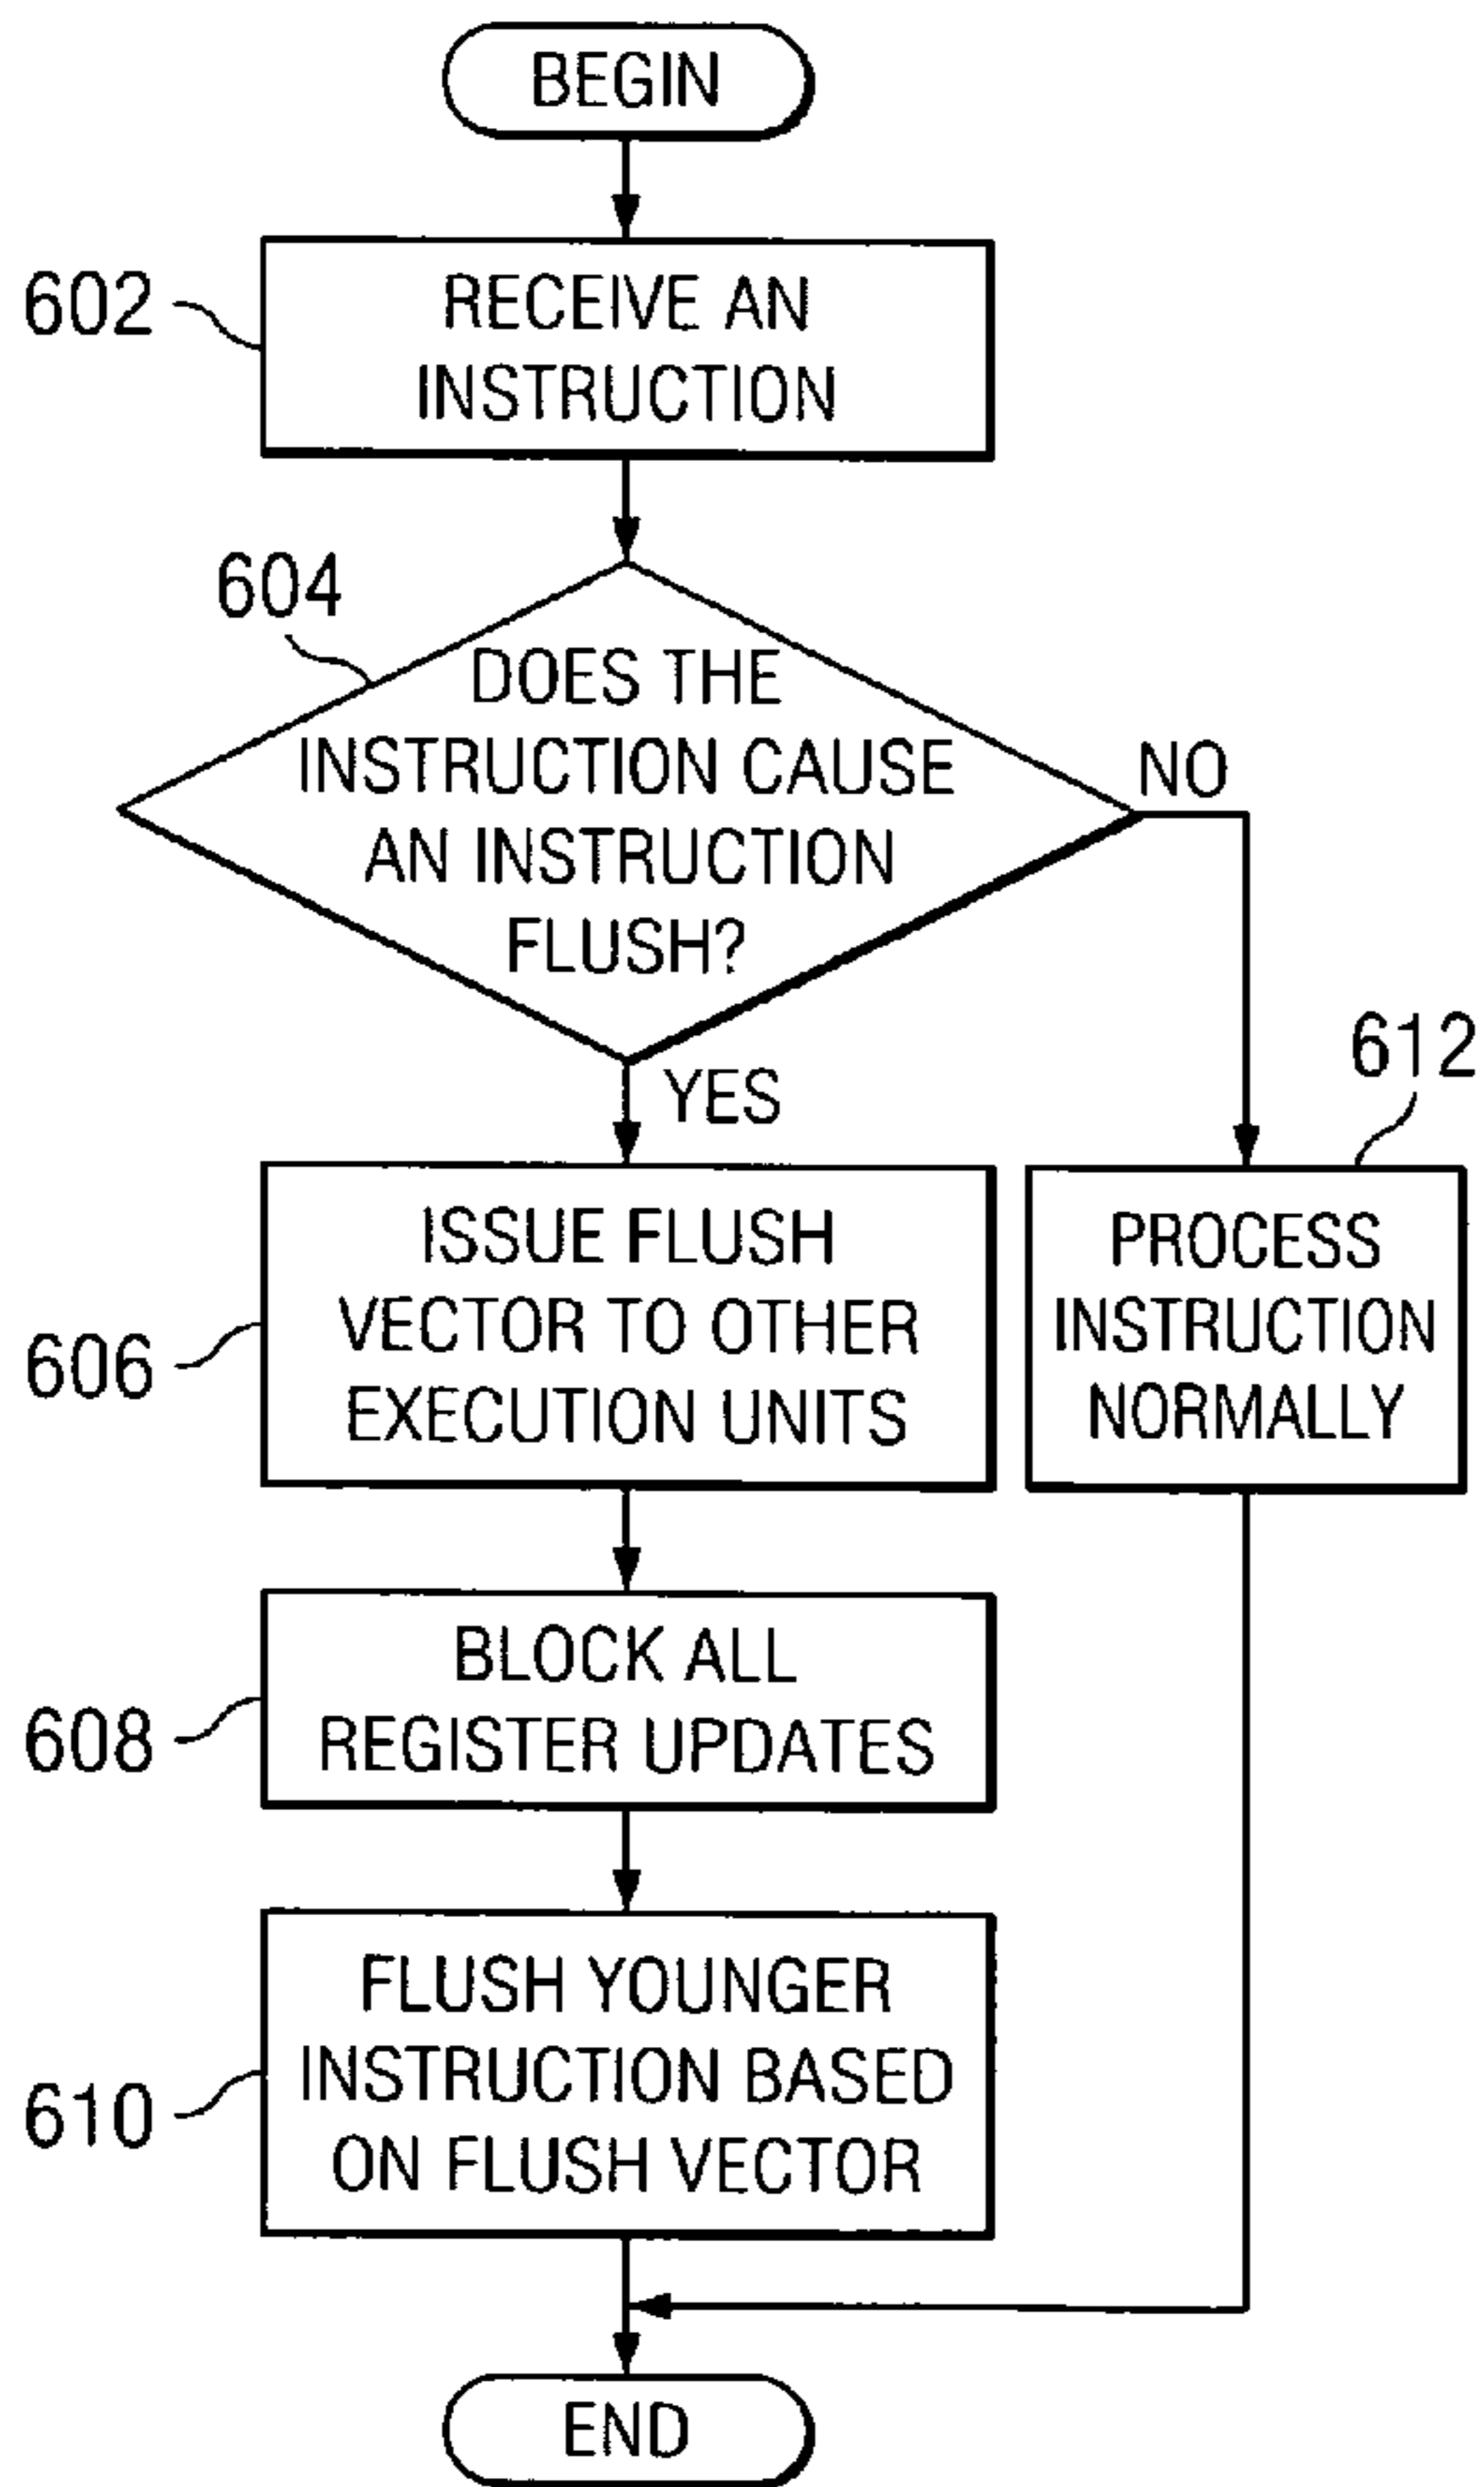 BEGIN
602
RECEIVE AN
INSTRUCTION
604
DOES THE
INSTRUCTION CAUSE
AN INSTRUCTION
FLUSH?
NO
YES
612
606
ISSUE FLUSH
VECTOR TO OTHER
EXECUTION UNITS
PROCESS
INSTRUCTION
NORMALLY
608
BLOCK ALL
REGISTER UPDATES
610
FLUSH YOUNGER
INSTRUCTION BASED
ON FLUSH VECTOR
END